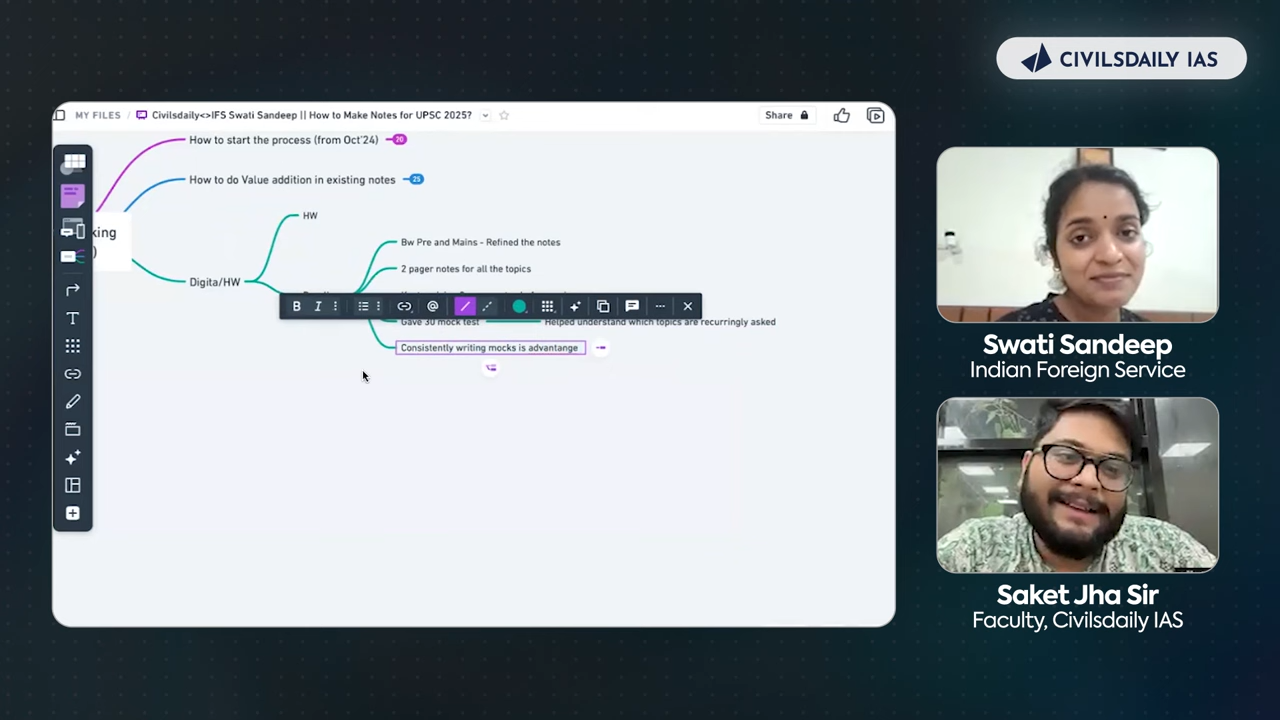 CIVILSDAILY IAS
MY FILES / Civilsdaily<>IFS Swati Sandeep || How to Make Notes for UPSC 2025?
Share
How to start the process (from Oct'24)
20
How to do Value addition in existing notes
25
king
)
HW
Digita/HW
Bw Pre and Mains - Refined the notes
2 pager notes for all the topics
B I
T
Gave 30 mock test
Helped understand which topics are recurringly asked
Consistently writing mocks is advantange
Swati Sandeep
Indian Foreign Service
Saket Jha Sir
Faculty, Civilsdaily IAS